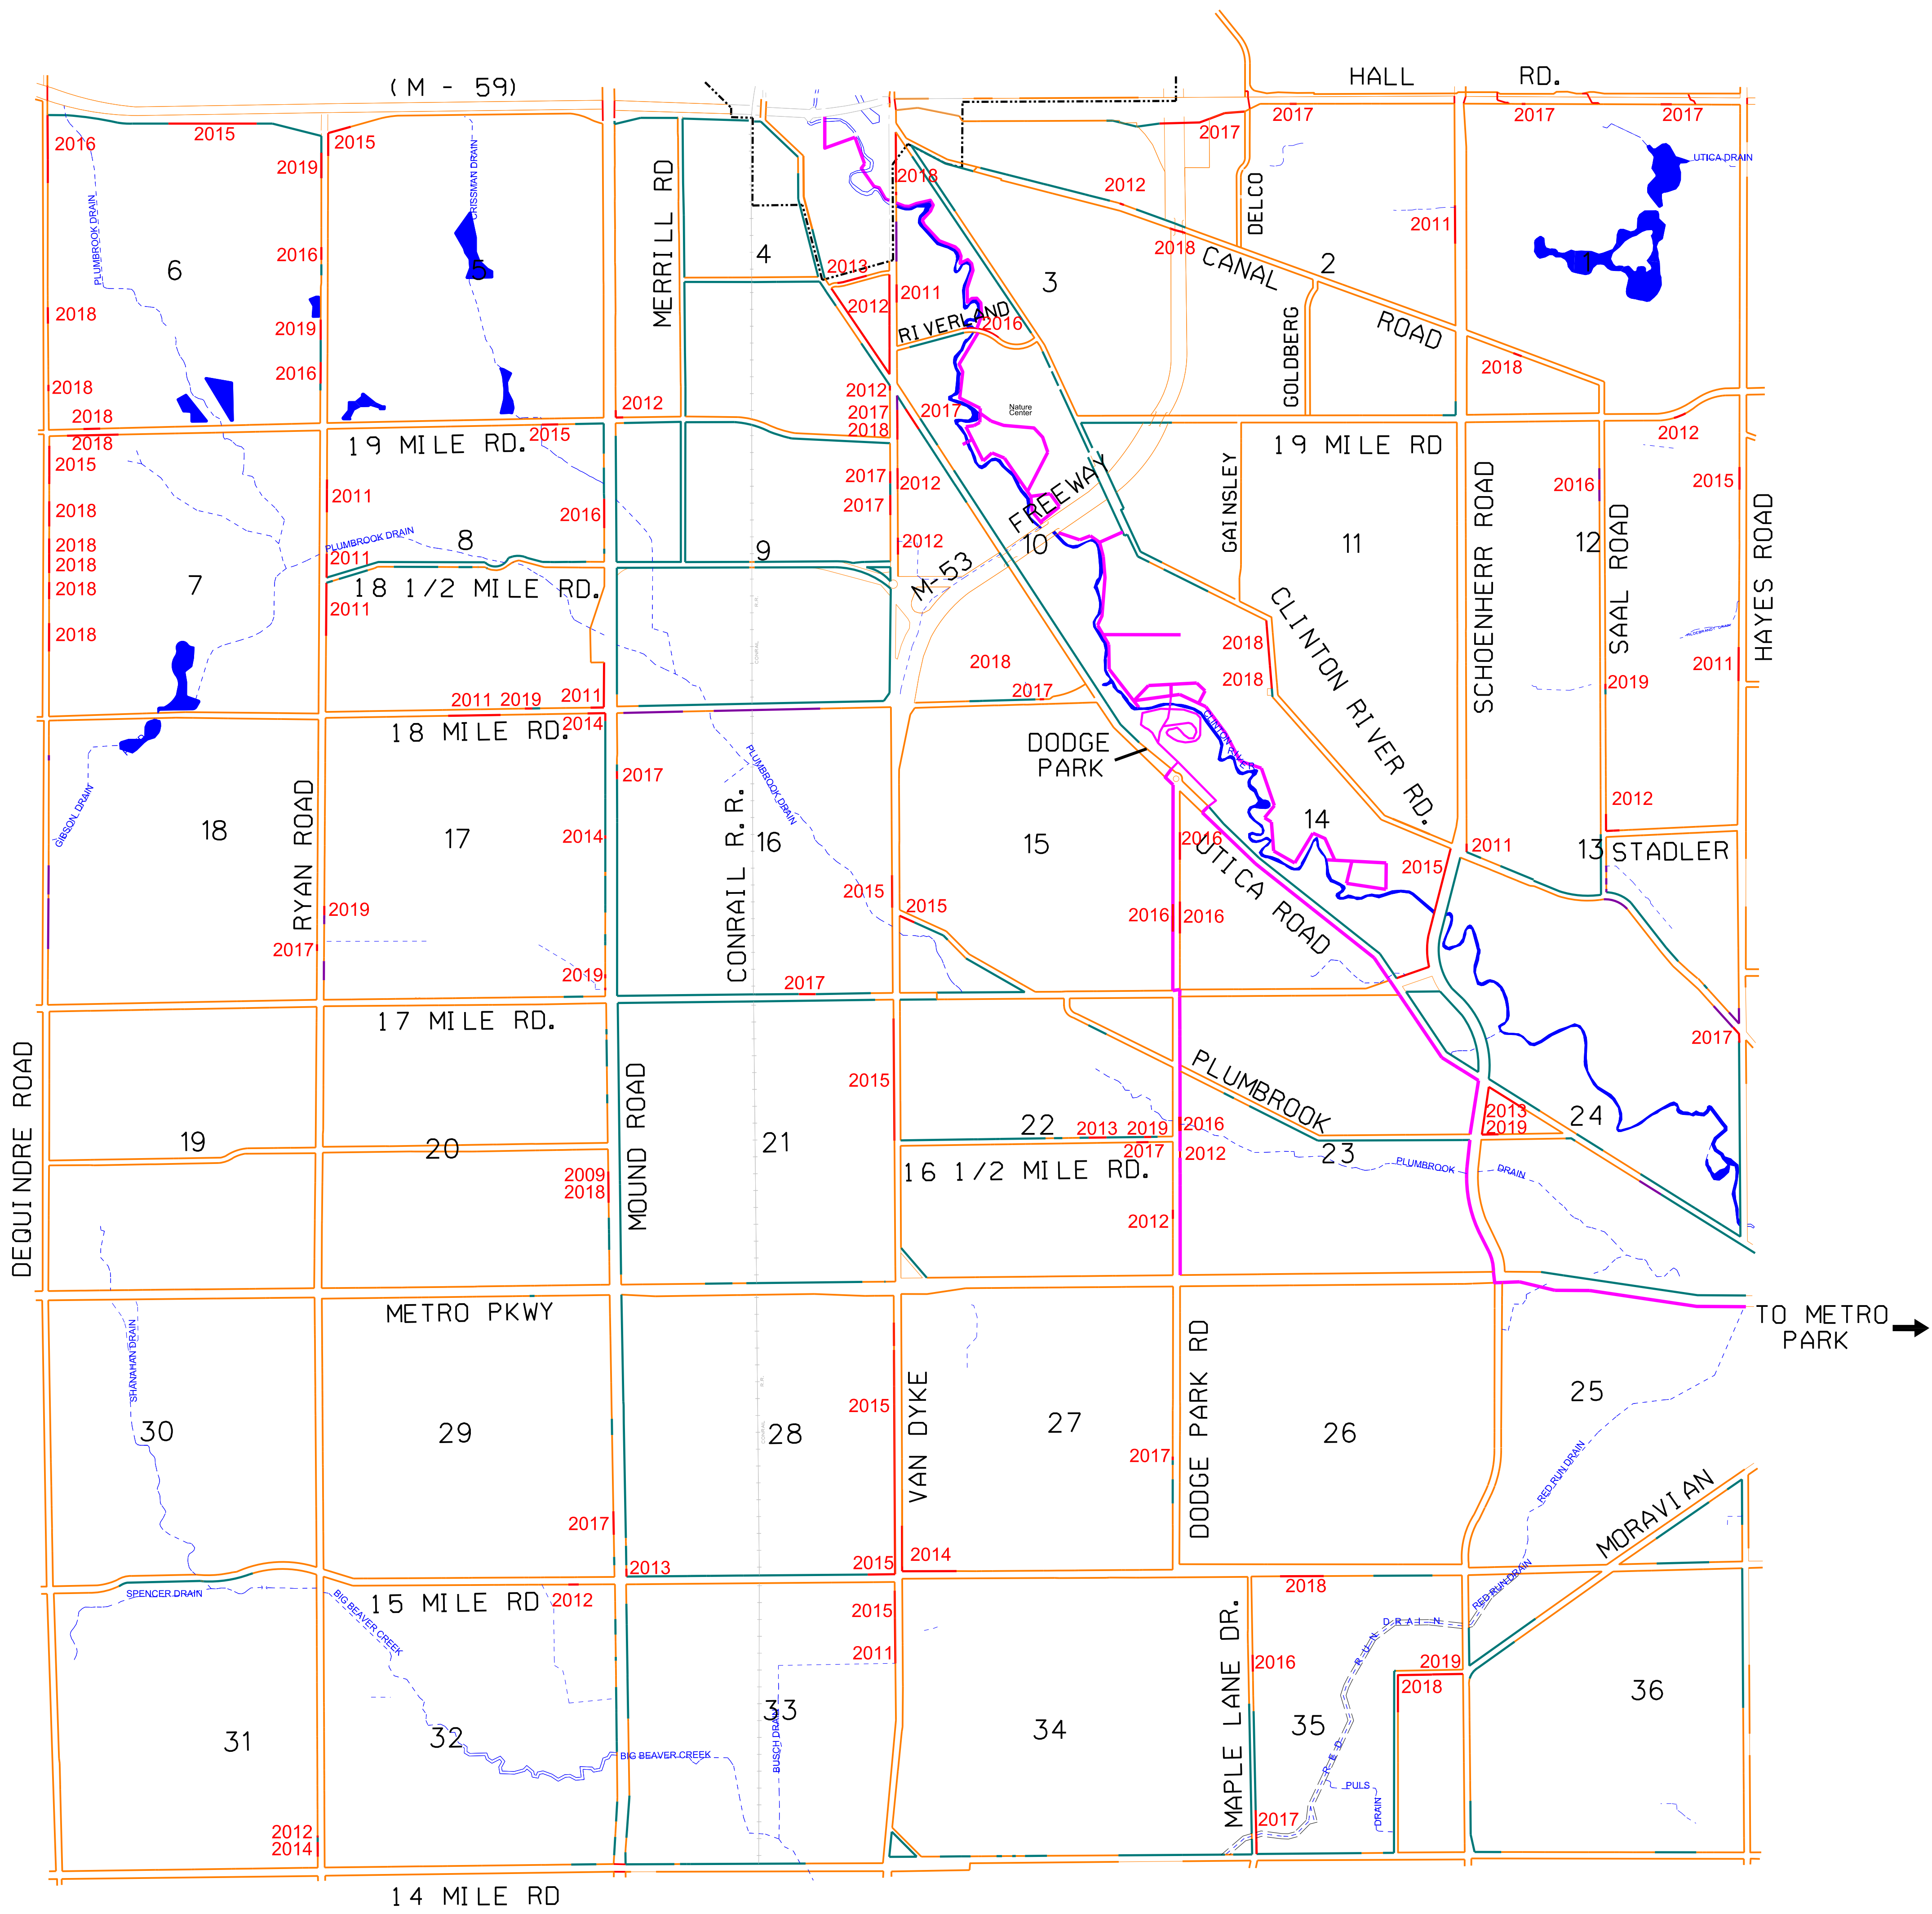 HALL RD.
(M - 59)
2016
2015
2015
2019
2017
2017
2017
2017
CRISSMAN DRAIN
UTICA DRAIN
PLUMBROOK DRAIN
MERRILL RD
2018
2012
DELCO
2011
6
5
2016
4
2013
3
2018
CANAL
2
1
2018
2019
2012
2011
RIVERLAND
2016
GOLDBERG
ROAD
2016
2018
2018
2012
2012
2017
2018
2017
Nature
Center
2018
2018
19 MILE RD.
2015
19 MILE RD
2012
2015
2011
2017
2012
FREEWAY
GAINSLEY
SCHOENHERR ROAD
2016
2015
2018
2016
2017
SAAL ROAD
HAYES ROAD
2018
2018
2018
PLUMBROOK DRAIN
8
2011
9
2012
10
11
12
7
18 1/2 MILE RD.
M-53
2011
2018
CONRAIL
2018
2018
2018
CLINTON RIVER RD.
2011
2019
2011
2019
2011
2017
2014
18 MILE RD.
CLINTON RIVER
DODGE
PARK
2017
PLUMBROOK DRAIN
GIBSON DRAIN
RYAN ROAD
CONRAIL R.R.
2012
18
17
2014
16
15
2016
14
UTICA ROAD
2011
13
STADLER
2015
2015
2015
2019
2017
2016
2016
2019
2017
17 MILE RD.
2017
DEQUINDRE ROAD
MOUND ROAD
2015
PLUMBROOK
19
20
21
22
2013
2019
2016
2013
2019
24
2017
2012
23
16 1/2 MILE RD.
PLUMBROOK
DRAIN
2009
2018
2012
METRO PKWY
TO METRO
PARK
SHANAHAN DRAIN
VAN DYKE
DODGE PARK RD
2015
30
29
28
27
26
25
2017
RED RUN DRAIN
MORAVIAN
2017
2013
2015
2014
SPENCER DRAIN
BIG BEAVER CREEK
15 MILE RD
2012
2015
2018
RED RUN DRAIN
2011
MAPLE LANE DR.
2016
RED RUN DRAIN
2019
2018
31
32
33
34
35
36
BIG BEAVER CREEK
BUSCH DRAIN
PULS
DRAIN
2012
2014
2017
14 MILE RD